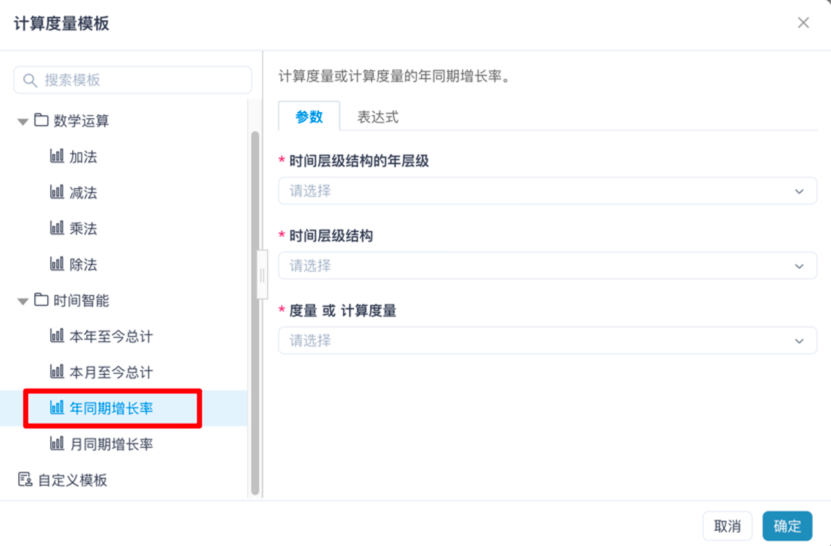 计算度量模板
搜索模板
数学运算
加法
减法
乘法
除法
时间智能
本年至今总计
本月至今总计
年同期增长率
月同期增长率
自定义模板
计算度量或计算度量的年同期增长率。
参数 表达式
* 时间层级结构的年层级
请选择
* 时间层级结构
请选择
* 度量 或 计算度量
请选择
取消 确定